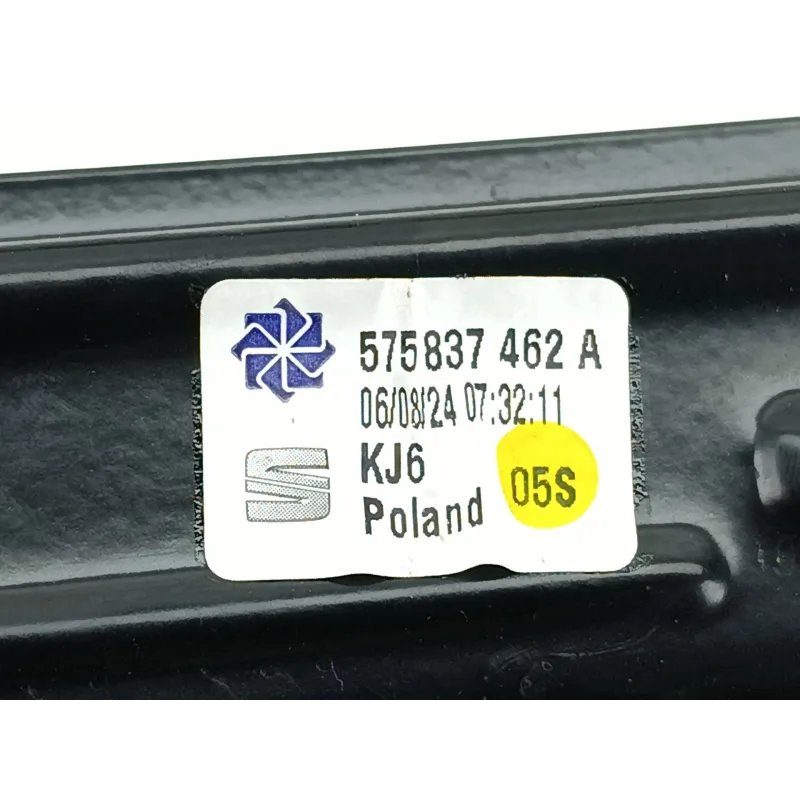 575837 462 A
06/08/24 07:32:11
KJ6
Poland
05S